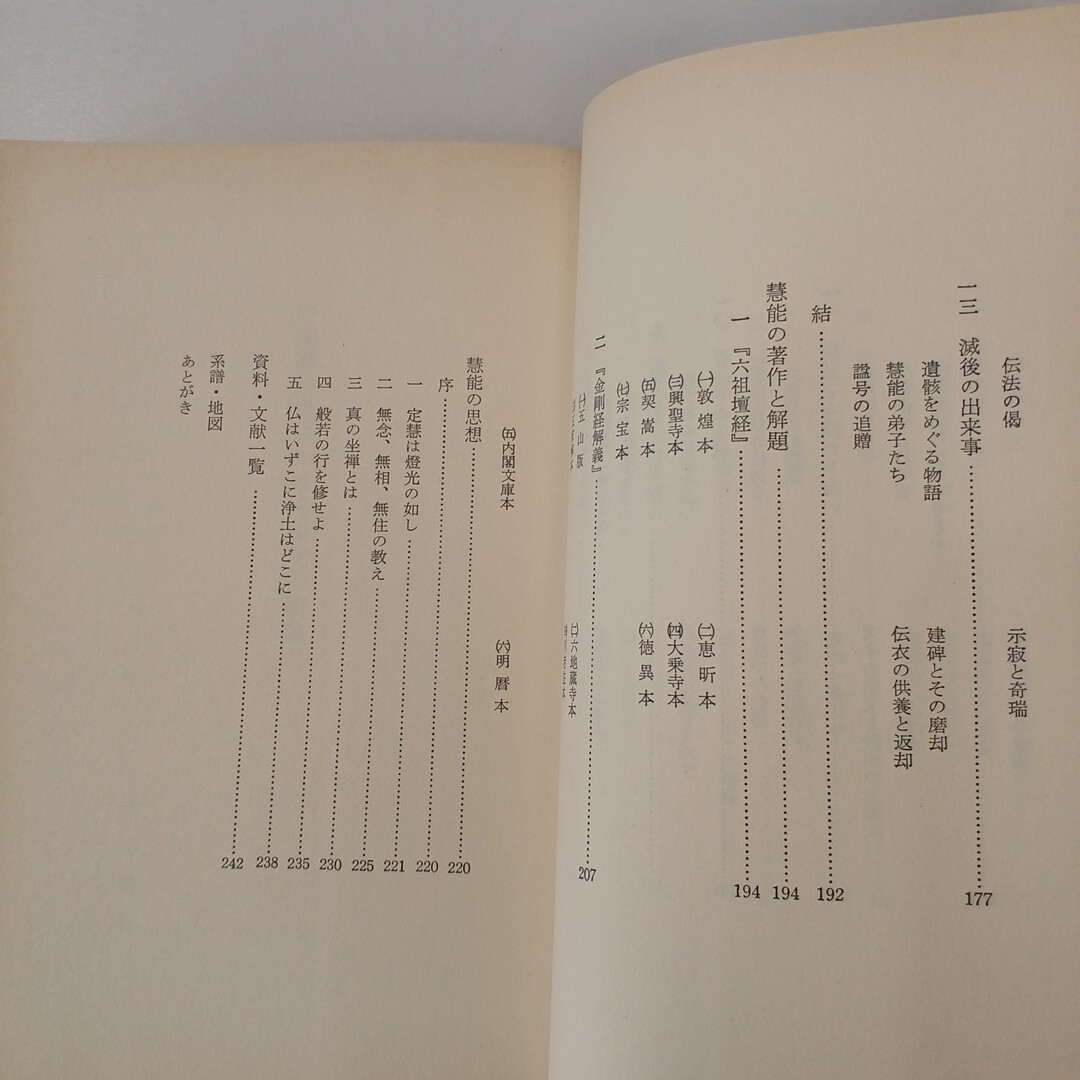 伝法の偈　示寂と奇瑞
一三　滅後の出来事……177
遺骸をめぐる物語　建碑とその磨却
慧能の弟子たち　伝衣の供養と返却
諡号の追贈
結……192
慧能の著作と解題……194
一　『六祖壇経』……194
㈠敦煌本　㈡恵昕本
㈢興聖寺本　㈣大乗寺本
㈤契嵩本　㈥徳異本
㈦宗宝本
二　『金剛経解義』……207
㈠五山版　㈡六地蔵寺本
㈤内閣文庫本　㈥明暦本
慧能の思想……220
序……220
一　定慧は燈光の如し……221
二　無念、無相、無住の教え……225
三　真の坐禅とは……230
四　般若の行を修せよ……235
五　仏はいずこに浄土はどこに……238
資料・文献一覧……242
系譜・地図
あとがき